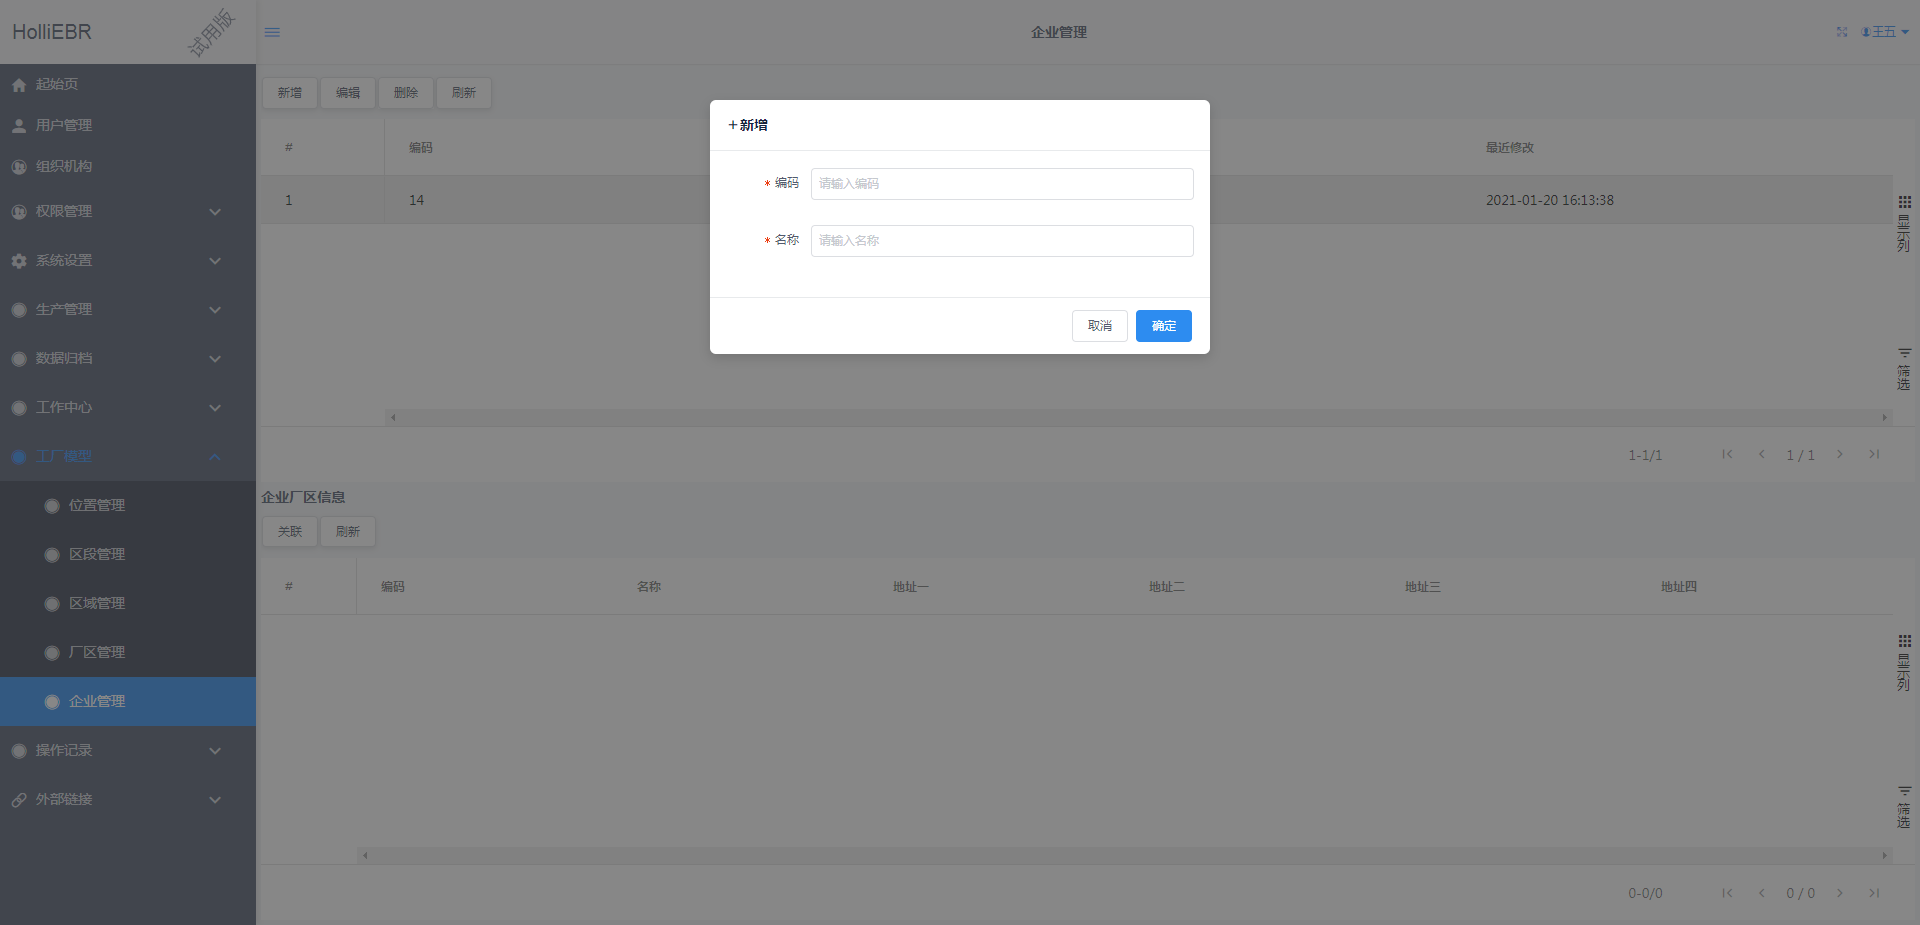 HolliEBR
试用版
企业管理
王五
起始页
用户管理
组织机构
权限管理
系统设置
生产管理
数据归档
工作中心
工厂模型
位置管理
区段管理
区域管理
厂区管理
企业管理
操作记录
外部链接
新增 编辑 删除 刷新
# 编码 最近修改
1 14 2021-01-20 16:13:38
显示列
筛选
1-1/1 1 / 1
+新增
* 编码 请输入编码
* 名称 请输入名称
取消 确定
企业厂区信息
关联 刷新
# 编码 名称 地址一 地址二 地址三 地址四
显示列
筛选
0-0/0 0 / 0